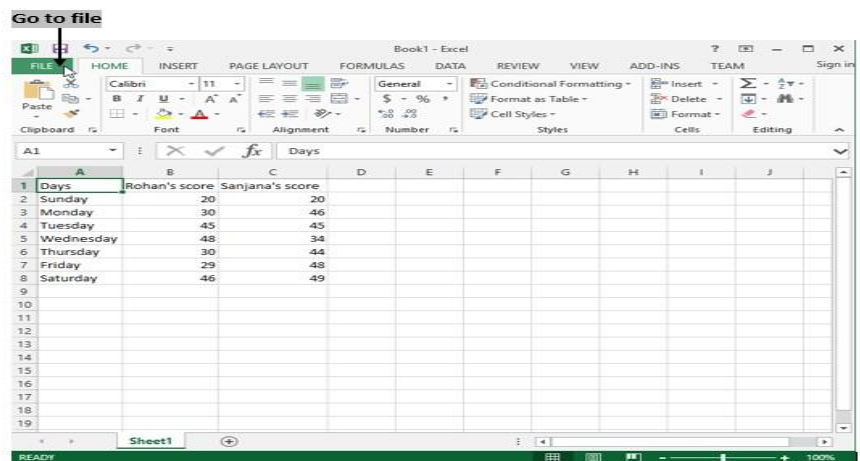 Go to file
Book1 - Excel
FILE HOME INSERT PAGE LAYOUT FORMULAS DATA REVIEW VIEW ADD-INS TEAM Sign in
Calibri 11 General Conditional Formatting Insert
Paste B I U A A $ % Format as Table Delete
A Cell Styles Format
Clipboard Font Alignment Number Styles Cells Editing
A1 fx Days
A B C D E F G H I J
1 Days Rohan's score Sanjana's score
2 Sunday 20 20
3 Monday 30 46
4 Tuesday 45 45
5 Wednesday 48 34
6 Thursday 30 44
7 Friday 29 48
8 Saturday 46 49
9
10
11
12
13
14
15
16
17
18
19
Sheet1
READY 100%